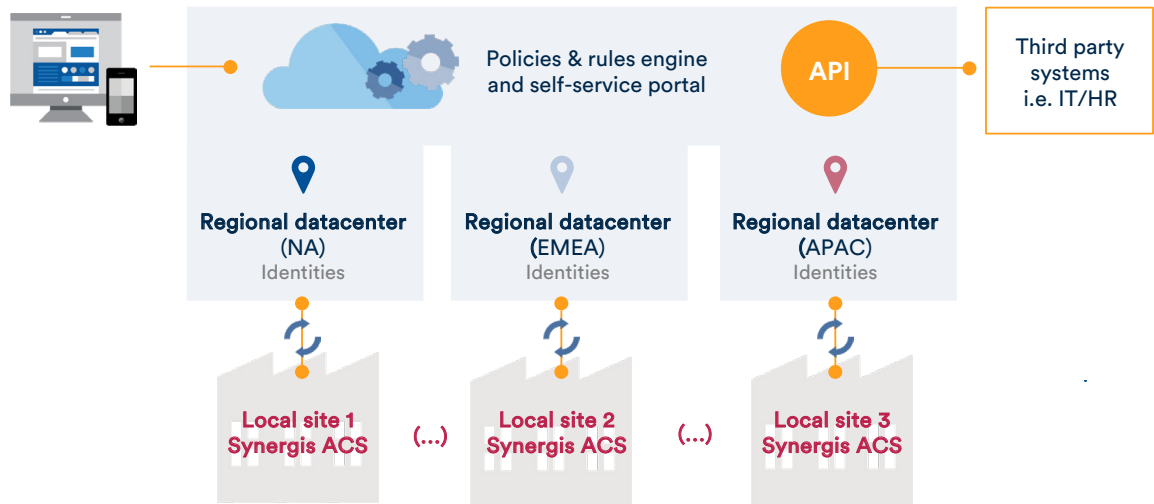 Policies & rules engine
and self-service portal
API
Third party
systems
i.e. IT/HR
Regional datacenter
(NA)
Identities
Regional datacenter
(EMEA)
Identities
Regional datacenter
(APAC)
Identities
Local site 1
Synergis ACS
(...)
Local site 2
Synergis ACS
(...)
Local site 3
Synergis ACS